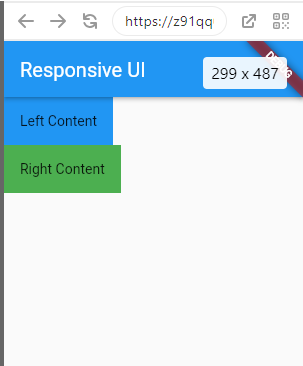 https://z91qq
Responsive UI
299 x 487
Left Content
Right Content